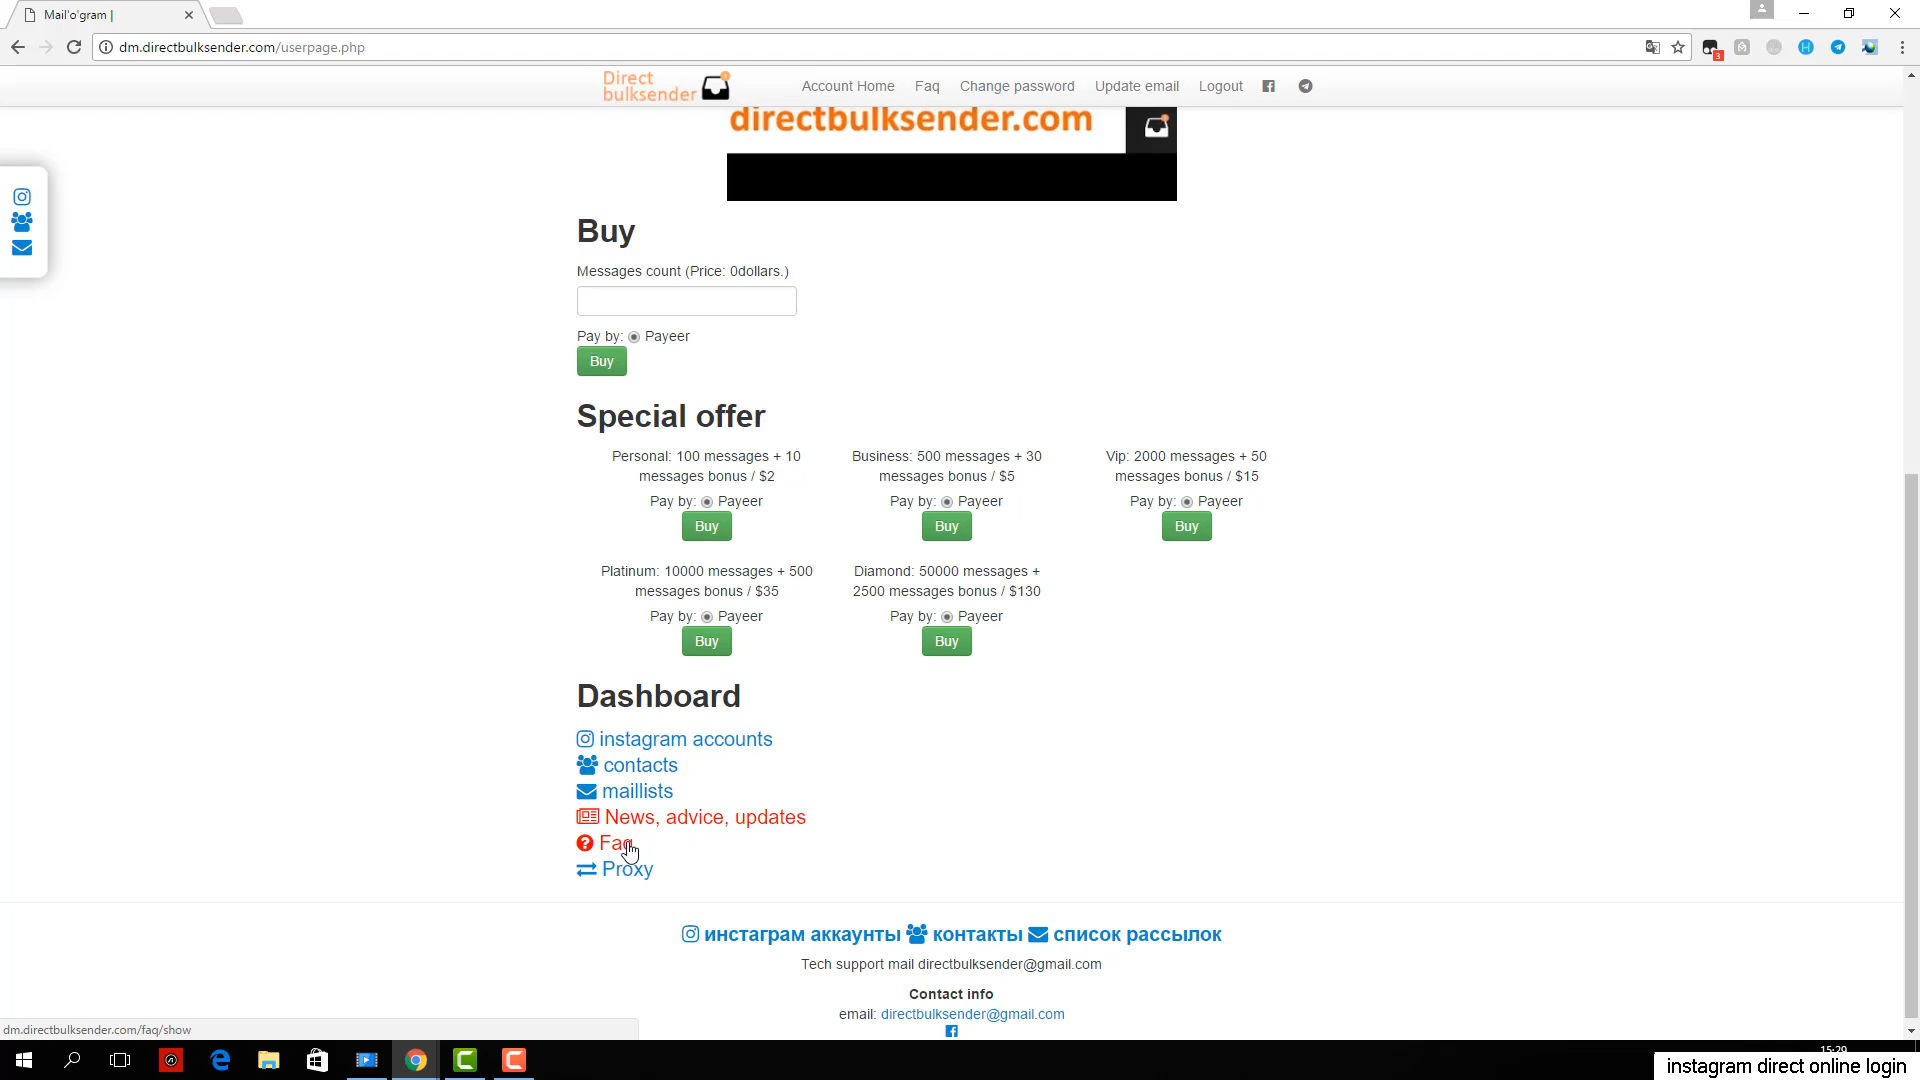 Mail'o'gram |
dm.directbulksender.com/userpage.php
3
Direct
bulksender
Account Home Faq Change password Update email Logout
directbulksender.com
Buy
Messages count (Price: 0dollars.)
Pay by: Payeer
Buy
Special offer
Personal: 100 messages + 10
messages bonus / $2
Pay by: Payeer
Buy
Business: 500 messages + 30
messages bonus / $5
Pay by: Payeer
Buy
Vip: 2000 messages + 50
messages bonus / $15
Pay by: Payeer
Buy
Platinum: 10000 messages + 500
messages bonus / $35
Pay by: Payeer
Buy
Diamond: 50000 messages +
2500 messages bonus / $130
Pay by: Payeer
Buy
Dashboard
instagram accounts
contacts
maillists
News, advice, updates
Faq
Proxy
инстаграм аккаунты контакты список рассылок
Tech support mail directbulksender@gmail.com
Contact info
email: directbulksender@gmail.com
dm.directbulksender.com/faq/show
15:29
instagram direct online login